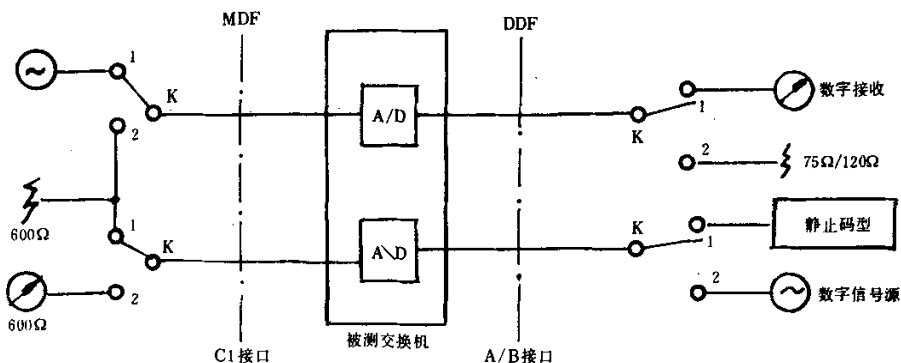 MDF
DDF
~
1
K
2
600Ω
1
K
2
600Ω
A/D
A\D
被测交换机
C1接口
A/B接口
K
1
数字接收
2
75Ω/120Ω
K
1
静止码型
2
~
数字信号源